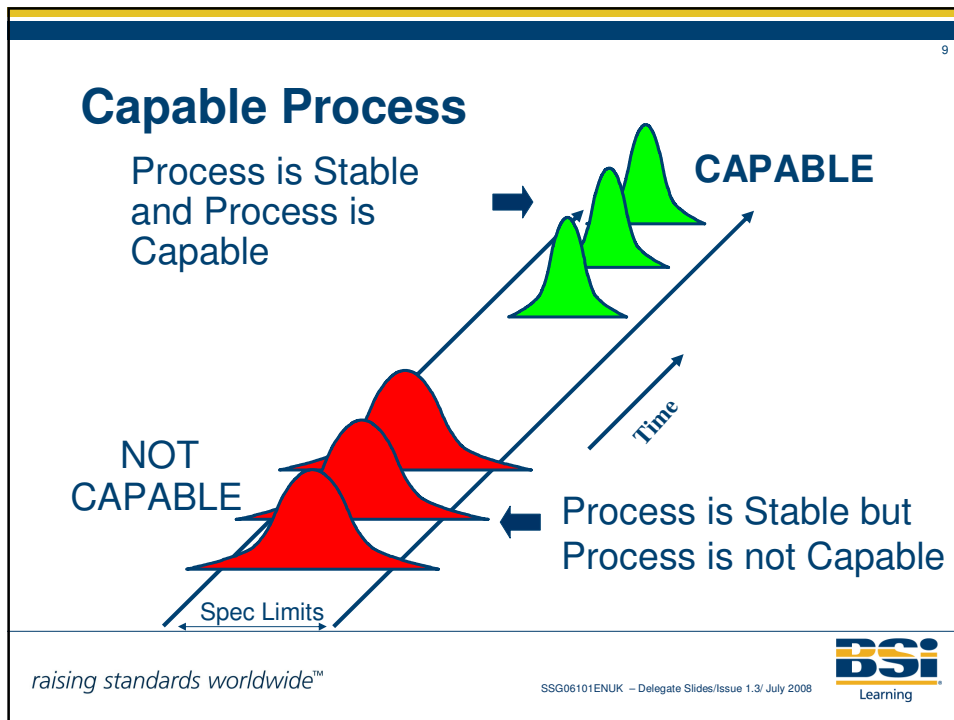 9
Capable Process
Process is Stable
and Process is
Capable
CAPABLE
Time
NOT
CAPABLE
Process is Stable but
Process is not Capable
Spec Limits
raising standards worldwide™
SSG06101ENUK – Delegate Slides/Issue 1.3/ July 2008
BSi
Learning